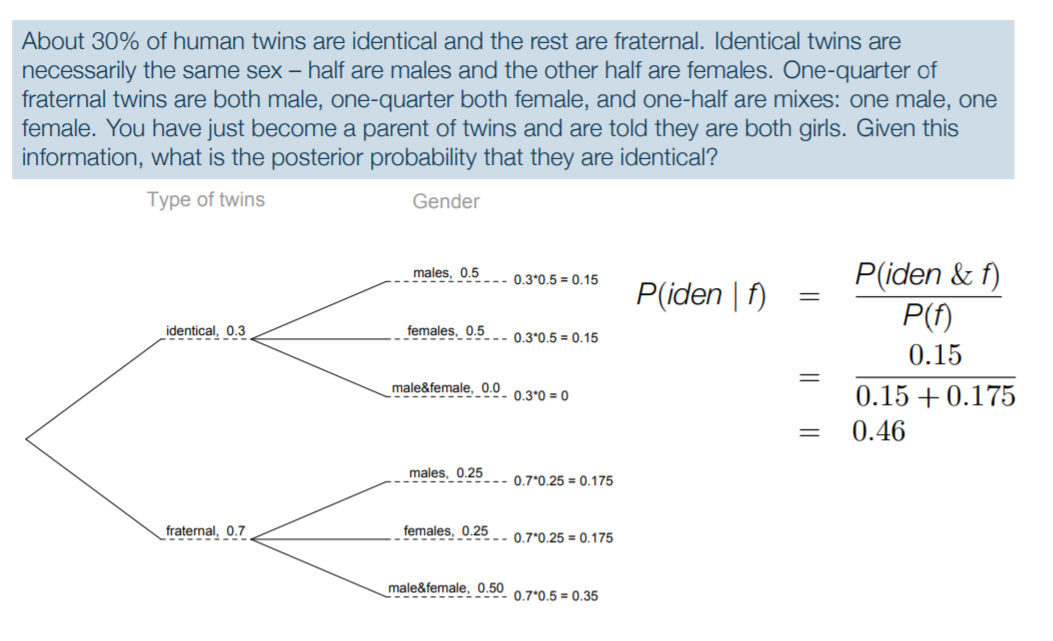 About 30% of human twins are identical and the rest are fraternal. Identical twins are
necessarily the same sex – half are males and the other half are females. One-quarter of
fraternal twins are both male, one-quarter both female, and one-half are mixes: one male, one
female. You have just become a parent of twins and are told they are both girls. Given this
information, what is the posterior probability that they are identical?
Type of twins
Gender
males, 0.5
0.3*0.5 = 0.15
identical, 0.3
females, 0.5
0.3*0.5 = 0.15
male&female, 0.0
0.3*0 = 0
fraternal, 0.7
males, 0.25
0.7*0.25 = 0.175
females, 0.25
0.7*0.25 = 0.175
male&female, 0.50
0.7*0.5 = 0.35
P(iden | f) = P(iden & f)
P(f)
= 0.15
0.15 + 0.175
= 0.46